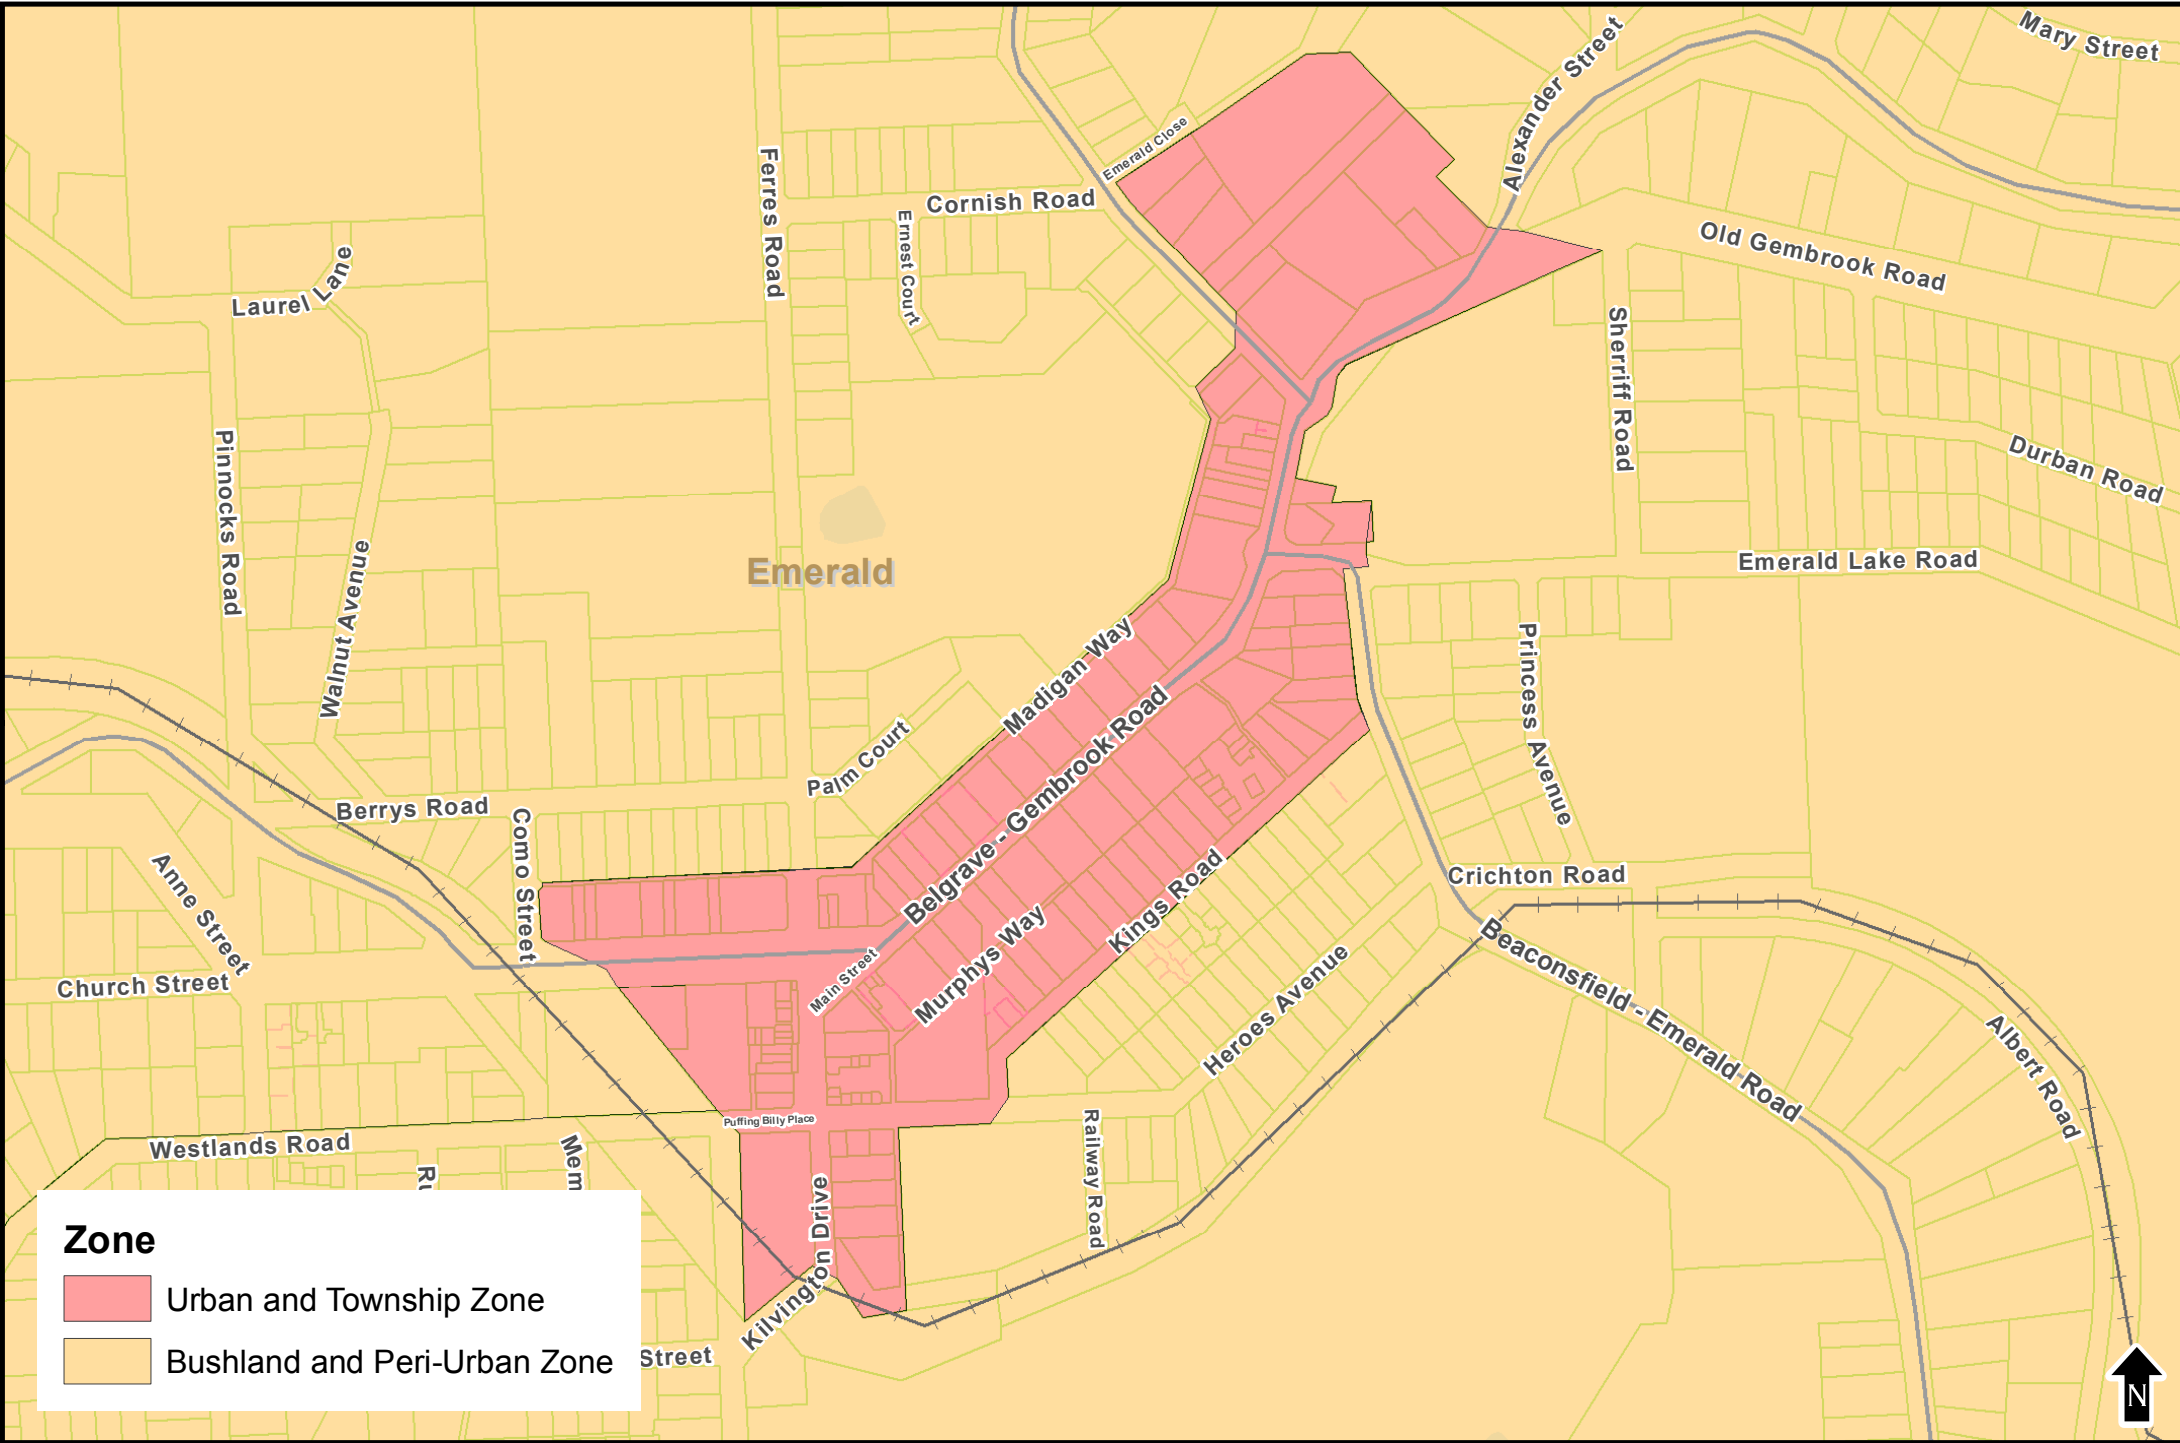 Mary Street
Alexander Street
Emerald Close
Ferres Road
Cornish Road
Ernest Court
Old Gembrook Road
Laurel Lane
Sherriff Road
Pinnocks Road
Durban Road
Walnut Avenue
Emerald
Emerald Lake Road
Madigan Way
Princess Avenue
Palm Court
Belgrave - Gembrook Road
Berrys Road
Como Street
Kings Road
Crichton Road
Anne Street
Murphys Way
Main Street
Heroes Avenue
Beaconsfield - Emerald Road
Church Street
Albert Road
Puffing Billy Place
Westlands Road
Ru
Mem
Railway Road
Kilvington Drive
Street
Zone
Urban and Township Zone
Bushland and Peri-Urban Zone
N